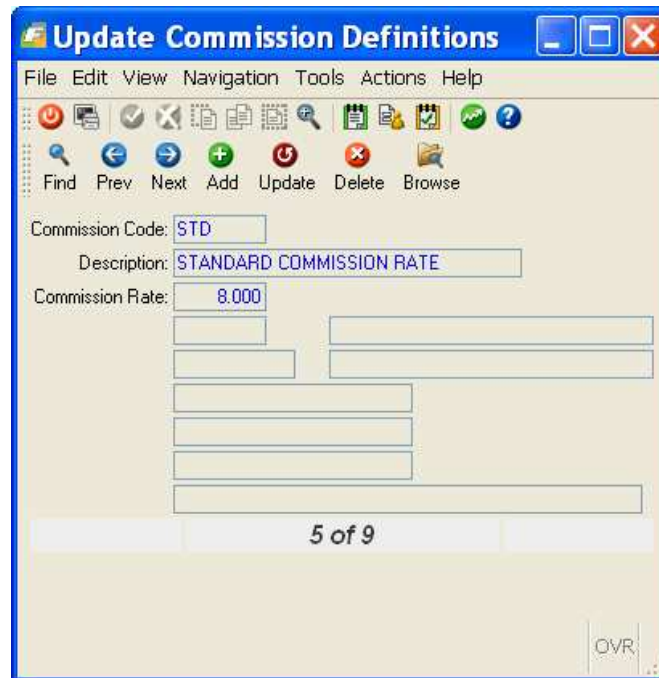 Update Commission Definitions
File Edit View Navigation Tools Actions Help
Find Prev Next Add Update Delete Browse
Commission Code: STD
Description: STANDARD COMMISSION RATE
Commission Rate: 8.000
5 of 9
OVR